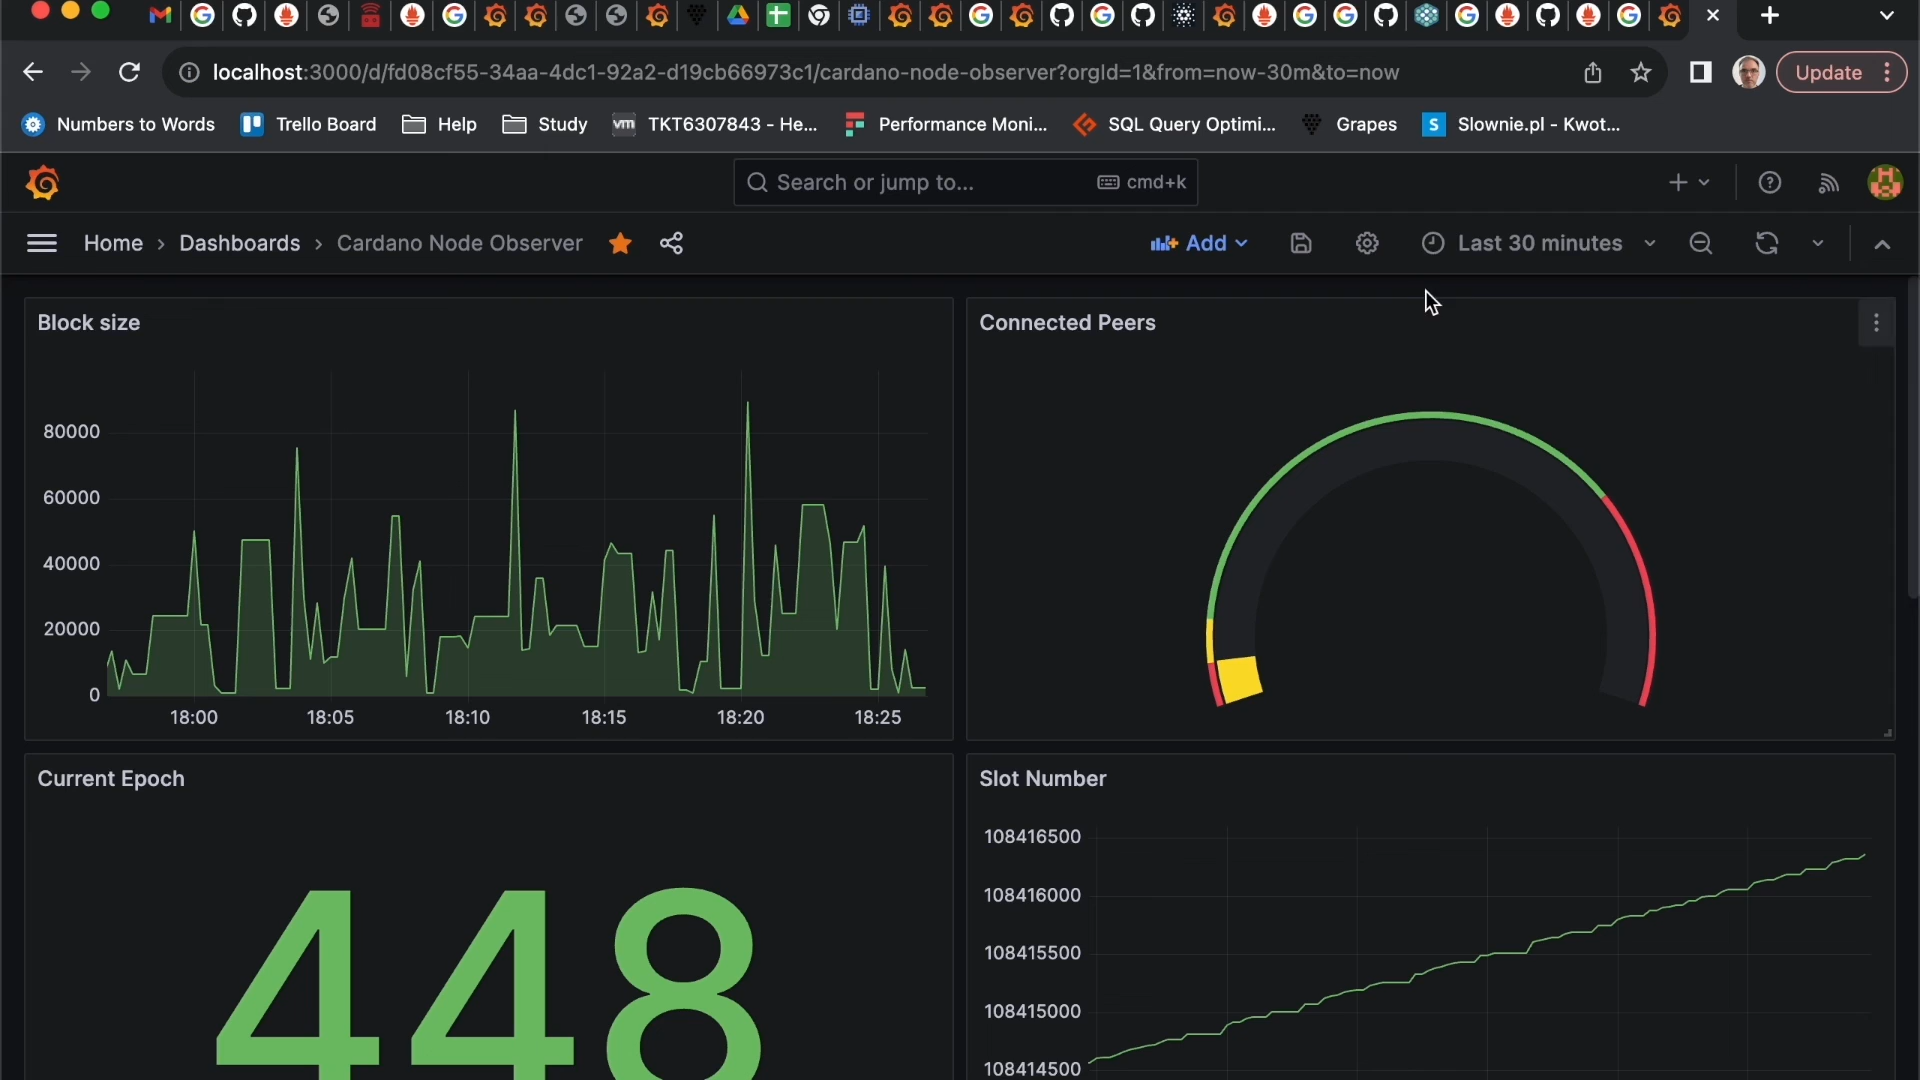 localhost:3000/d/fd08cf55-34aa-4dc1-92a2-d19cb66973c1/cardano-node-observer?orgId=1&from=now-30m&to=now
Update
Numbers to Words
Trello Board
Help
Study
vm TKT6307843 - He...
Performance Moni...
SQL Query Optimi...
Grapes
S Slownie.pl - Kwot...
Search or jump to...
cmd+k
Home › Dashboards › Cardano Node Observer
Add
Last 30 minutes
Block size
80000
60000
40000
20000
0
18:00
18:05
18:10
18:15
18:20
18:25
Connected Peers
Current Epoch
448
Slot Number
108416500
108416000
108415500
108415000
108414500